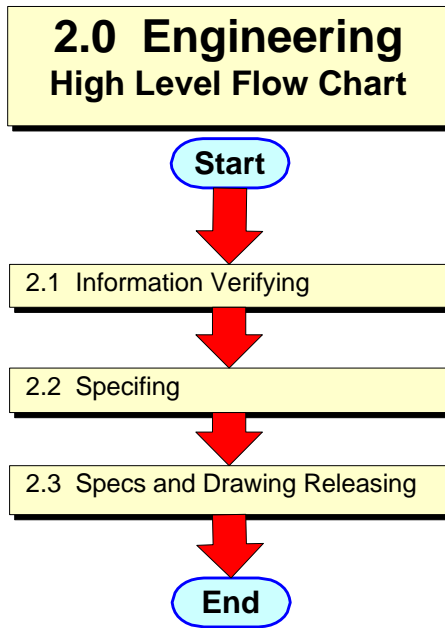 2.0 Engineering
High Level Flow Chart
Start
2.1 Information Verifying
2.2 Specifing
2.3 Specs and Drawing Releasing
End